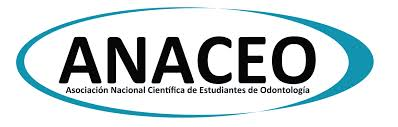 ANACEO
Asociación Nacional Científica de Estudiantes de Odontología